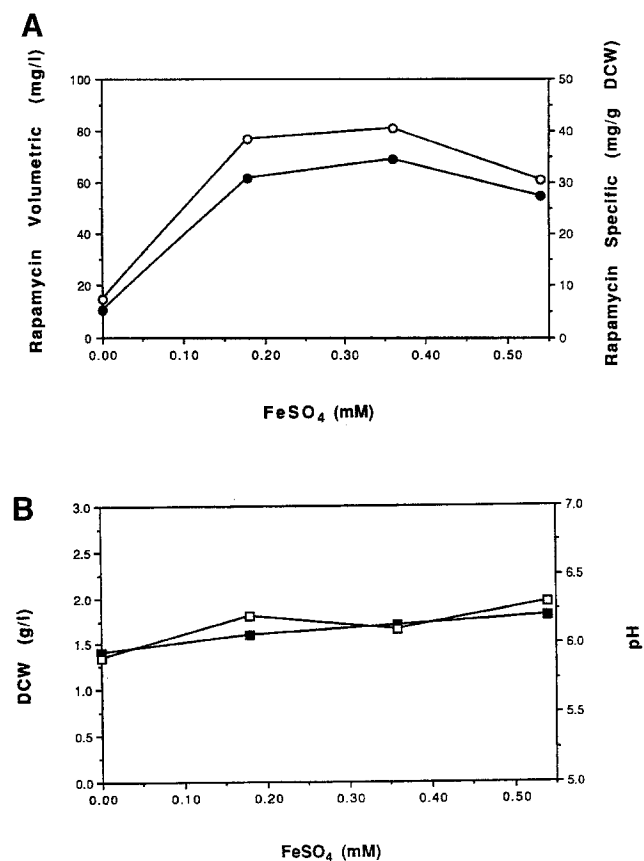 A
Rapamycin Volumetric (mg/l)
100
80
60
40
20
0
50
40
30
20
10
0
Rapamycin Specific (mg/g DCW)
0.00 0.10 0.20 0.30 0.40 0.50
FeSO4 (mM)
B
DCW (g/l)
3.0
2.5
2.0
1.5
1.0
0.5
0.0
7.0
6.5
6.0
5.5
5.0
pH
0.00 0.10 0.20 0.30 0.40 0.50
FeSO4 (mM)